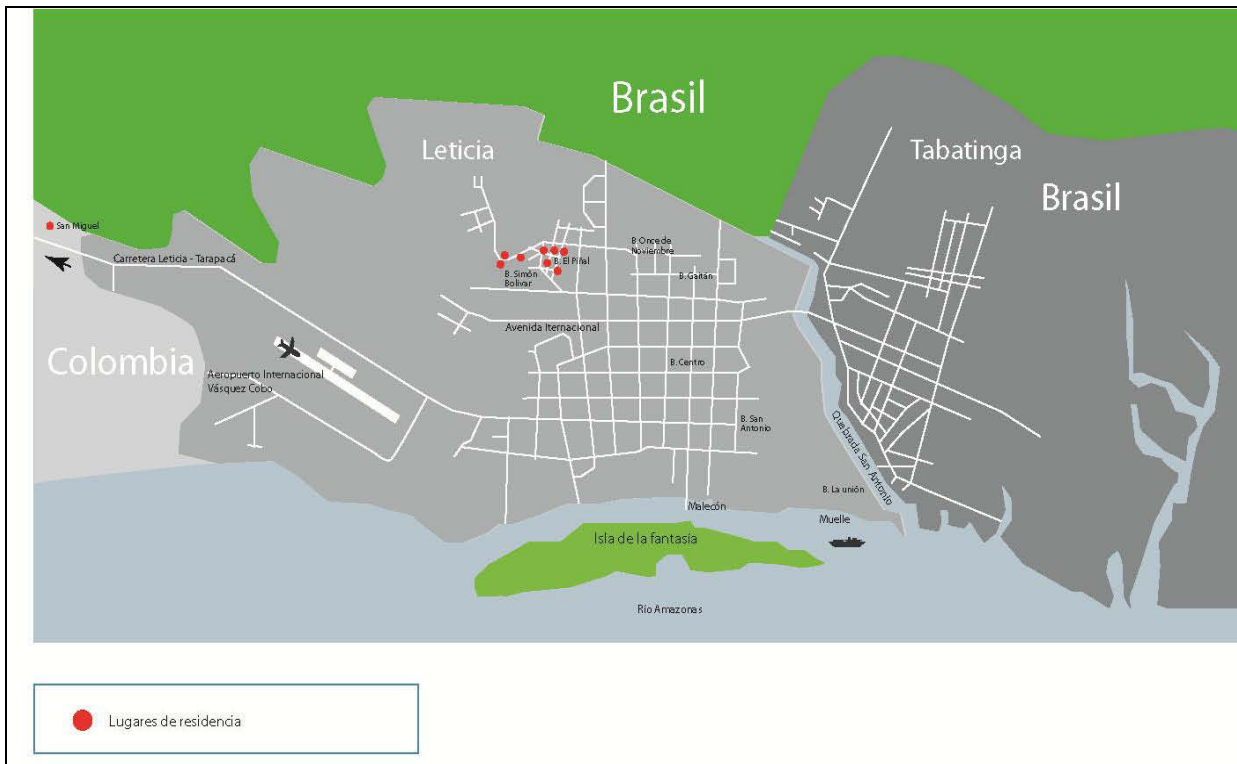 Brasil
Leticia
Tabatinga
Brasil
San Miguel
Carretera Leticia - Tarapacá
B. Once de
Noviembre
B. El Piñal
B. Simón
Bolivar
B. Gaitán
Avenida Iternacional
Colombia
Aeropuerto Internacional
Vásquez Cobo
B. Centro
B. San
Antonio
Quebrada San Antonio
B. La unión
Malecón
Muelle
Isla de la fantasía
Río Amazonas
Lugares de residencia